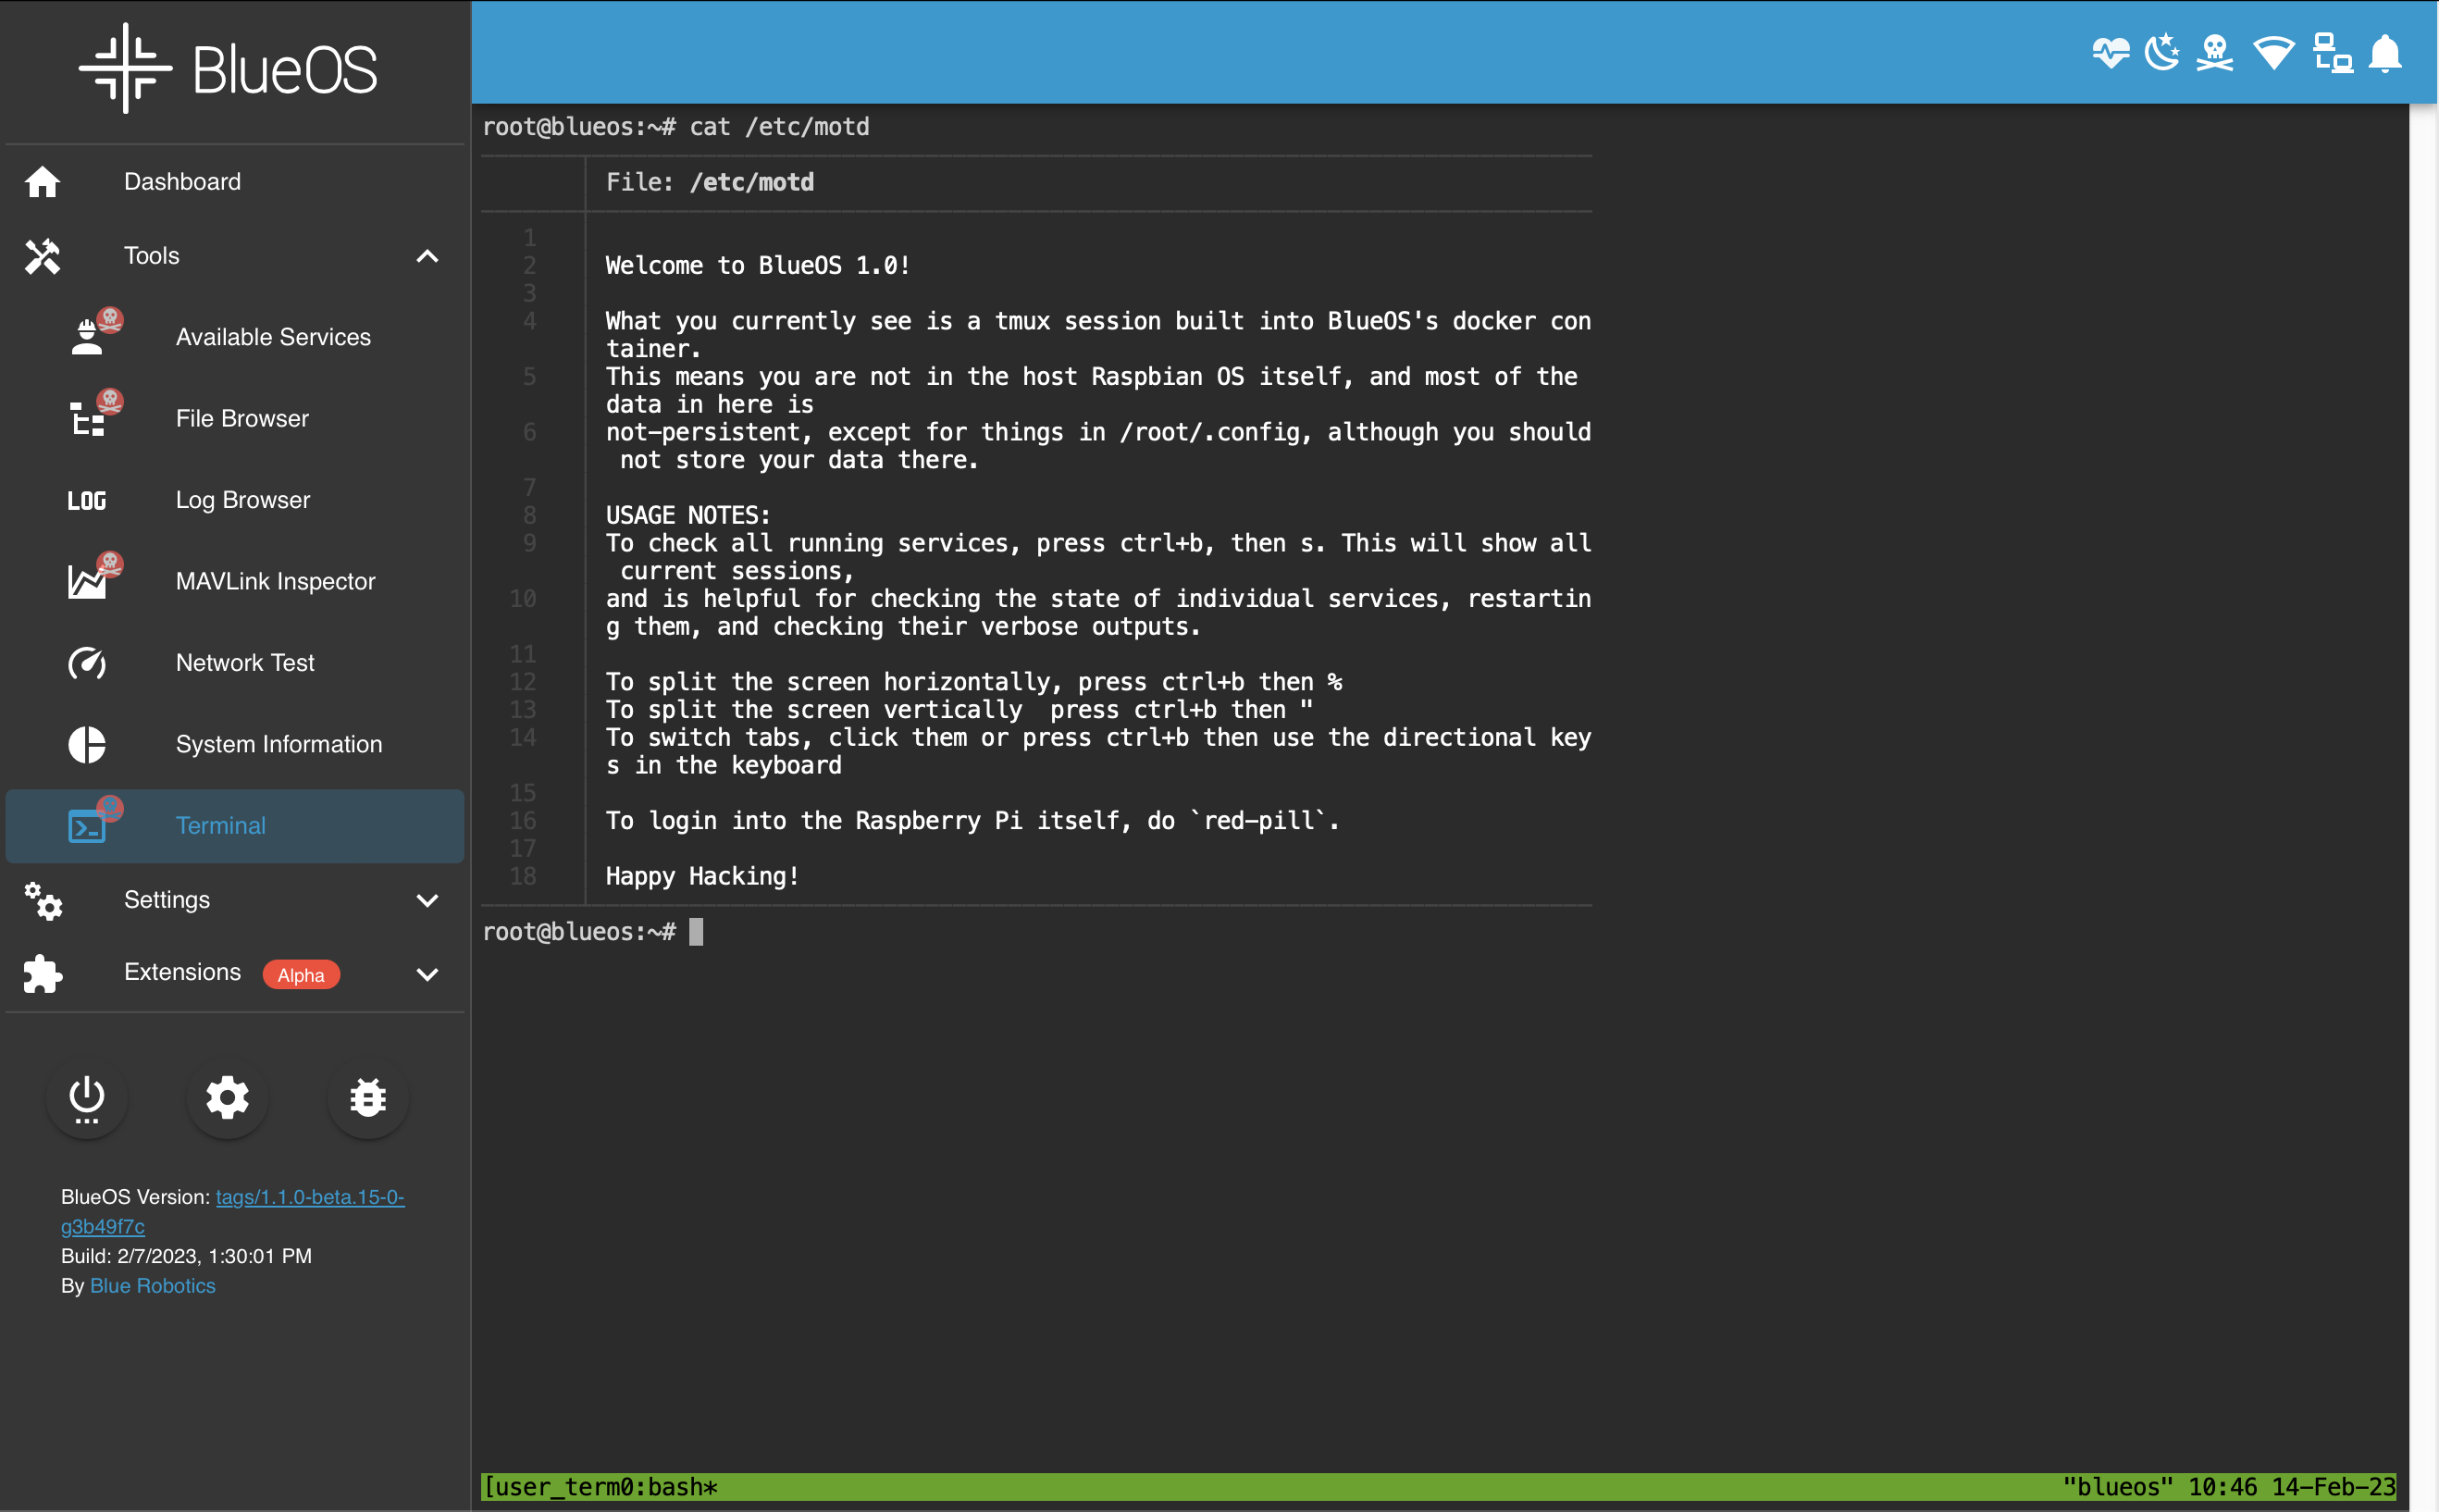 BlueOS
Dashboard
Tools
Available Services
File Browser
LOG Log Browser
MAVLink Inspector
Network Test
System Information
Terminal
Settings
Extensions Alpha
BlueOS Version: tags/1.1.0-beta.15-0-
g3b49f7c
Build: 2/7/2023, 1:30:01 PM
By Blue Robotics
root@blueos:~# cat /etc/motd
File: /etc/motd
1
2 Welcome to BlueOS 1.0!
3
4 What you currently see is a tmux session built into BlueOS's docker con
tainer.
5 This means you are not in the host Raspbian OS itself, and most of the
data in here is
6 not-persistent, except for things in /root/.config, although you should
not store your data there.
7
8 USAGE NOTES:
9 To check all running services, press ctrl+b, then s. This will show all
current sessions,
10 and is helpful for checking the state of individual services, restartin
g them, and checking their verbose outputs.
11
12 To split the screen horizontally, press ctrl+b then %
13 To split the screen vertically  press ctrl+b then "
14 To switch tabs, click them or press ctrl+b then use the directional key
s in the keyboard
15
16 To login into the Raspberry Pi itself, do `red-pill`.
17
18 Happy Hacking!
root@blueos:~#
[user_term0:bash* "blueos" 10:46 14-Feb-23